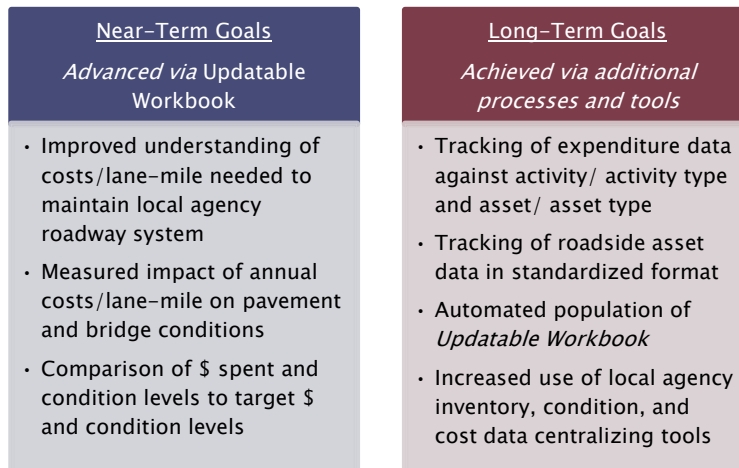 Near-Term Goals
Advanced via Updatable
Workbook
• Improved understanding of
costs/lane-mile needed to
maintain local agency
roadway system
• Measured impact of annual
costs/lane-mile on pavement
and bridge conditions
• Comparison of $ spent and
condition levels to target $
and condition levels
Long-Term Goals
Achieved via additional
processes and tools
• Tracking of expenditure data
against activity/ activity type
and asset/ asset type
• Tracking of roadside asset
data in standardized format
• Automated population of
Updatable Workbook
• Increased use of local agency
inventory, condition, and
cost data centralizing tools